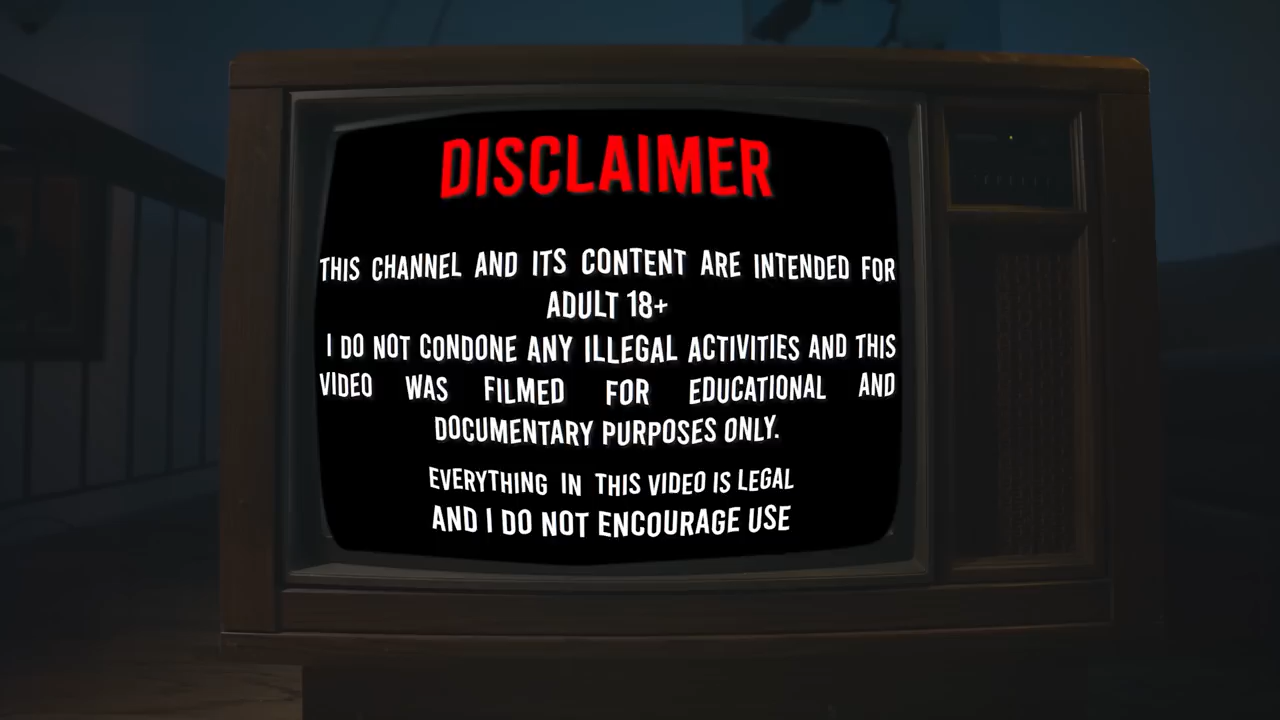 DISCLAIMER
THIS CHANNEL AND ITS CONTENT ARE INTENDED FOR
ADULT 18+
I DO NOT CONDONE ANY ILLEGAL ACTIVITIES AND THIS
VIDEO WAS FILMED FOR EDUCATIONAL AND
DOCUMENTARY PURPOSES ONLY.
EVERYTHING IN THIS VIDEO IS LEGAL
AND I DO NOT ENCOURAGE USE